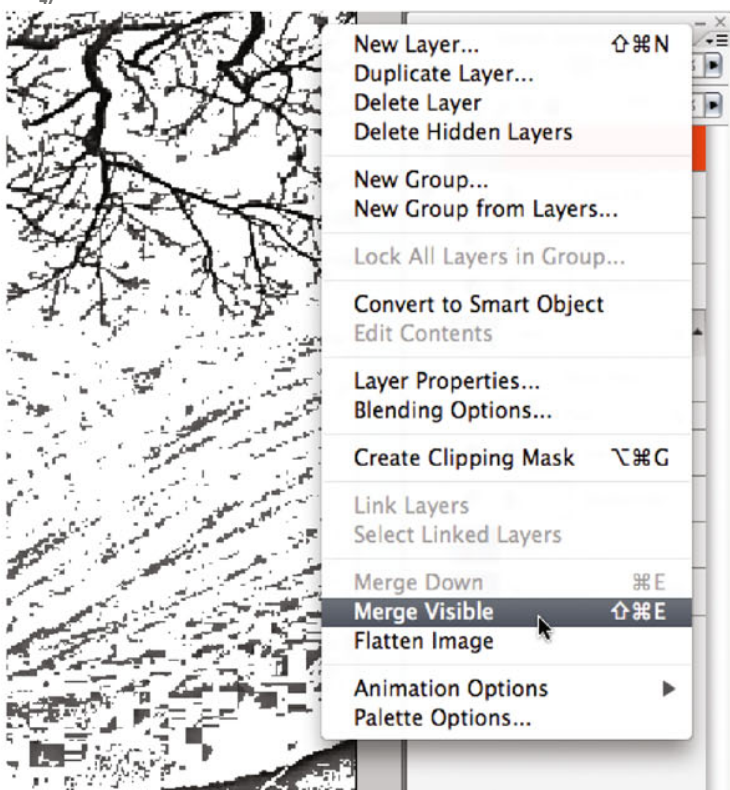 New Layer... ⇧⌘N
Duplicate Layer...
Delete Layer
Delete Hidden Layers
New Group...
New Group from Layers...
Lock All Layers in Group...
Convert to Smart Object
Edit Contents
Layer Properties...
Blending Options...
Create Clipping Mask ⌥⌘G
Link Layers
Select Linked Layers
Merge Down ⌘E
Merge Visible ⇧⌘E
Flatten Image
Animation Options ▶
Palette Options...